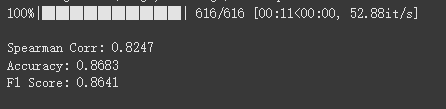 100%|████████████| 616/616 [00:11<00:00, 52.88it/s]
Spearman Corr: 0.8247
Accuracy: 0.8683
F1 Score: 0.8641